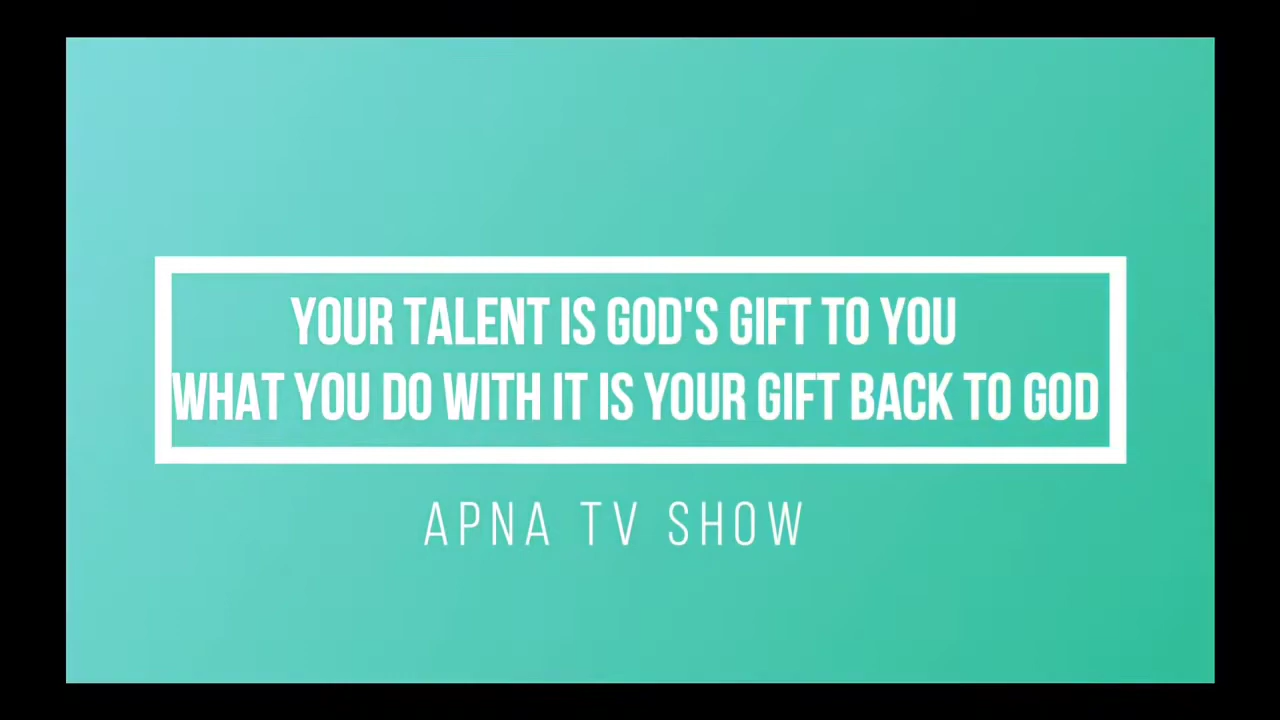 YOUR TALENT IS GOD'S GIFT TO YOU
WHAT YOU DO WITH IT IS YOUR GIFT BACK TO GOD
APNA TV SHOW